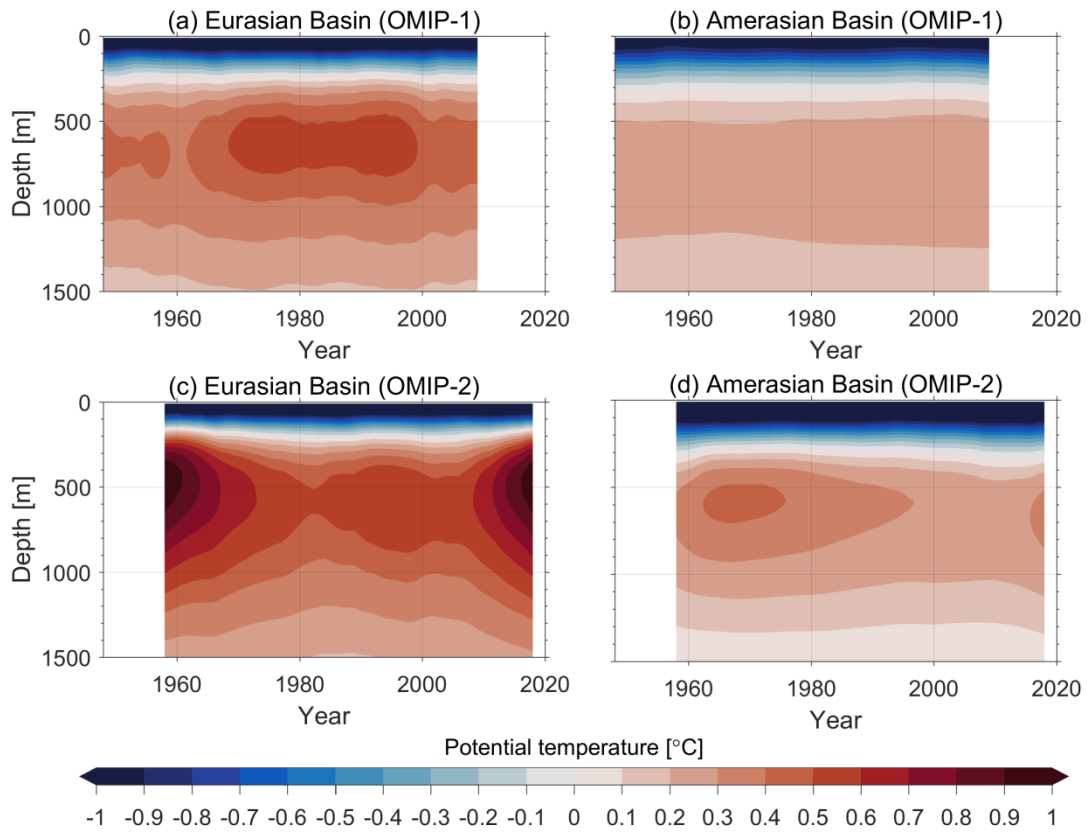 (a) Eurasian Basin (OMIP-1)
(b) Amerasian Basin (OMIP-1)
0
500
1000
1500
Depth [m]
1960 1980 2000 2020
Year
1960 1980 2000 2020
Year
(c) Eurasian Basin (OMIP-2)
(d) Amerasian Basin (OMIP-2)
0
500
1000
1500
Depth [m]
1960 1980 2000 2020
Year
1960 1980 2000 2020
Year
Potential temperature [°C]
-1 -0.9 -0.8 -0.7 -0.6 -0.5 -0.4 -0.3 -0.2 -0.1 0 0.1 0.2 0.3 0.4 0.5 0.6 0.7 0.8 0.9 1